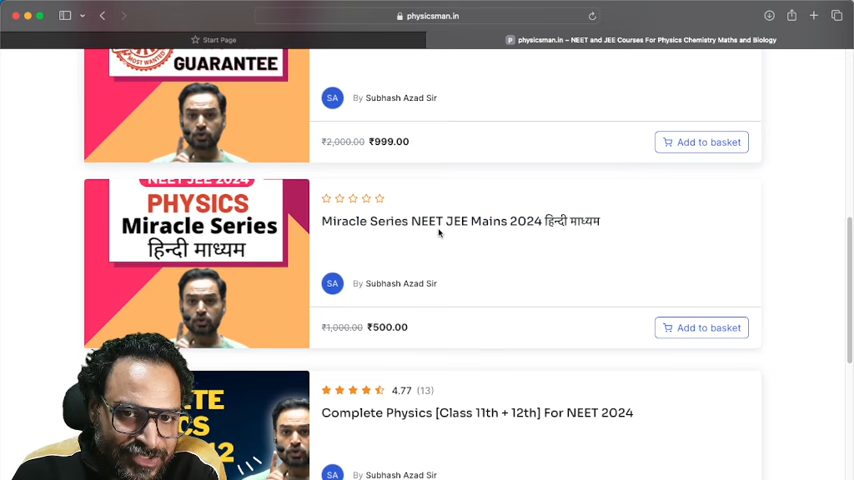 physicsman.in
Start Page
physicsman.in – NEET and JEE Courses For Physics Chemistry Maths and Biology
MOST WANTED
GUARANTEE
SA By Subhash Azad Sir
₹2,000.00 ₹999.00
Add to basket
NEET JEE 2024
PHYSICS
Miracle Series
हिन्दी माध्यम
Miracle Series NEET JEE Mains 2024 हिन्दी माध्यम
SA By Subhash Azad Sir
₹1,000.00 ₹500.00
Add to basket
4.77 (13)
Complete Physics [Class 11th + 12th] For NEET 2024
SA By Subhash Azad Sir